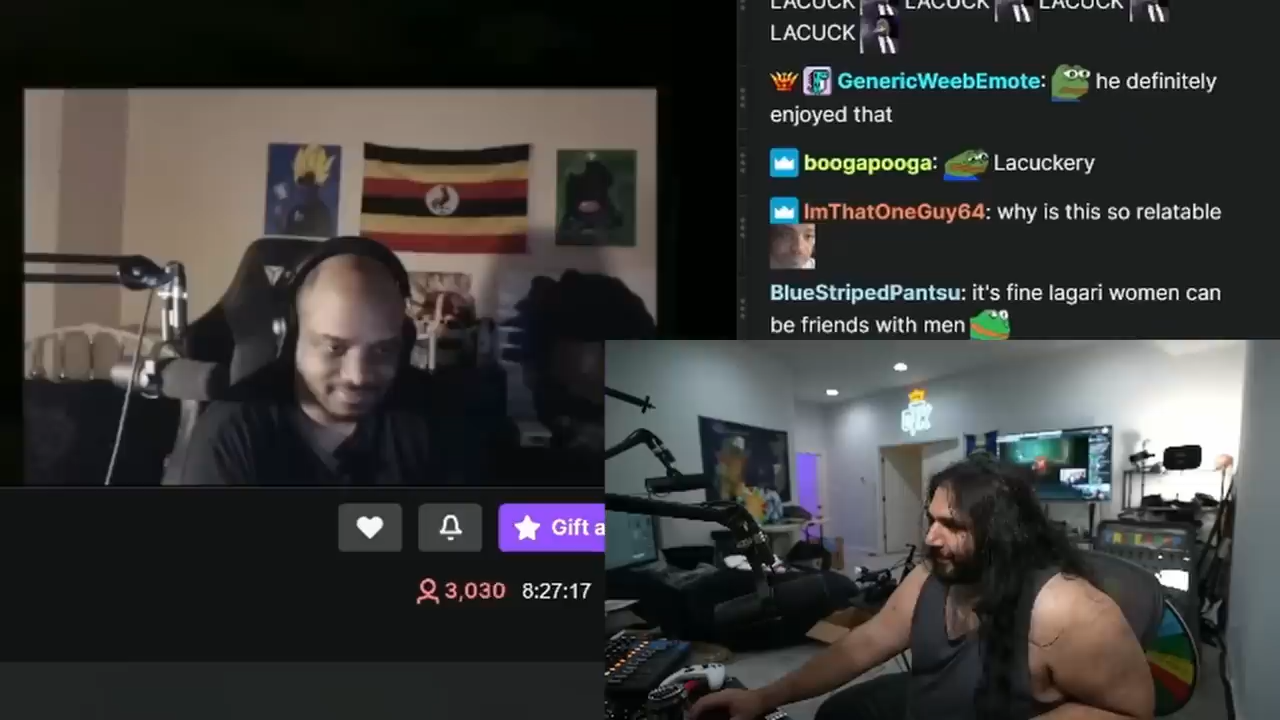 LACUCK LACUCK LACUCK
LACUCK
GenericWeebEmote: he definitely
enjoyed that
boogapooga: Lacuckery
ImThatOneGuy64: why is this so relatable
BlueStripedPantsu: it's fine lagari women can
be friends with men
Gift a
3,030 8:27:17